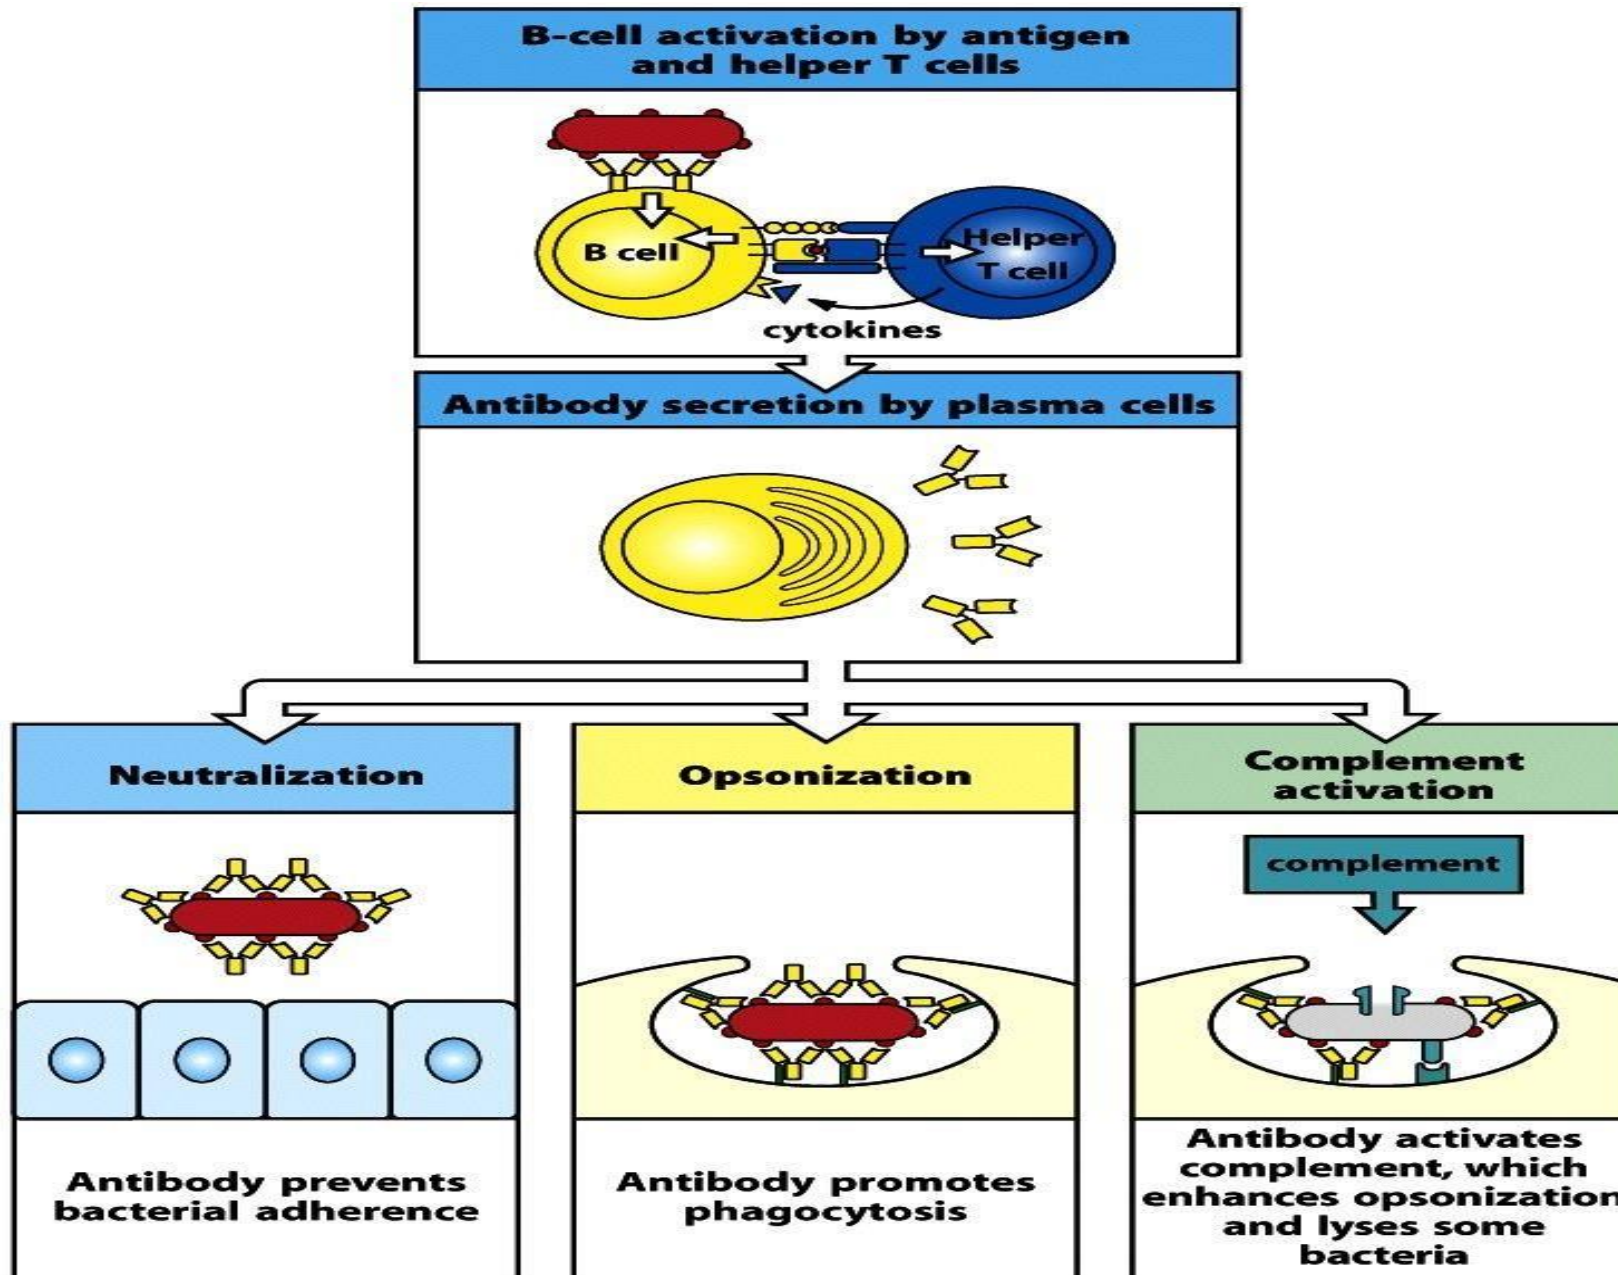 B-cell activation by antigen
and helper T cells
B cell
Helper
T cell
cytokines
Antibody secretion by plasma cells
Neutralization
Opsonization
Complement
activation
complement
Antibody prevents
bacterial adherence
Antibody promotes
phagocytosis
Antibody activates
complement, which
enhances opsonization
and lyses some
bacteria